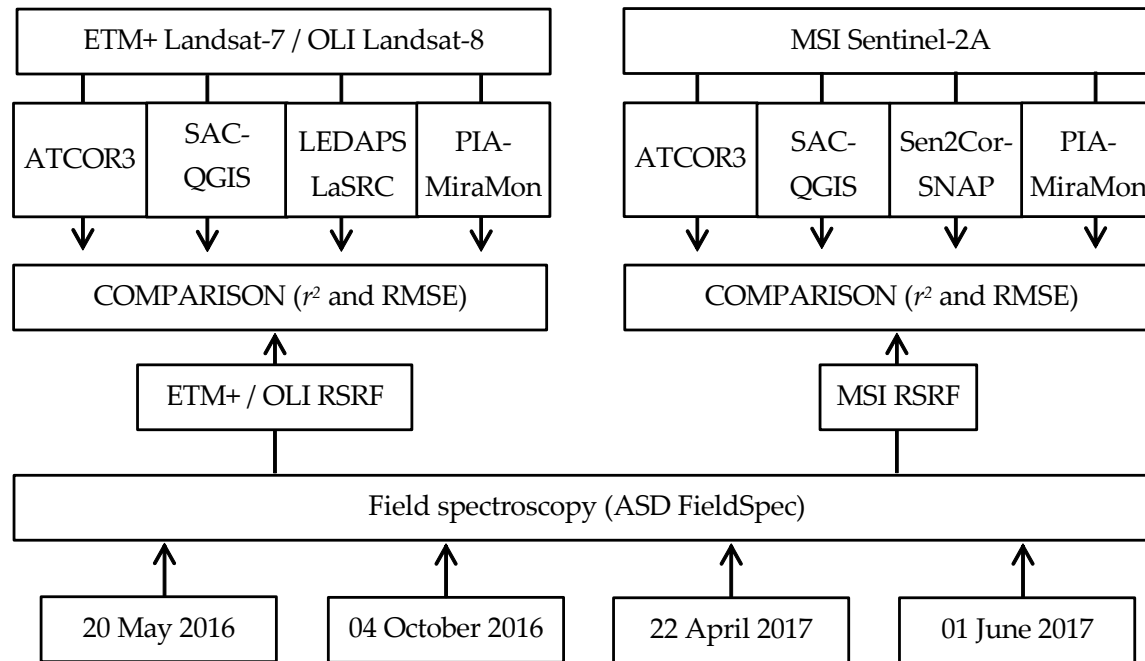 ETM+ Landsat-7 / OLI Landsat-8
MSI Sentinel-2A
ATCOR3
SAC-
QGIS
LEDAPS
LaSRC
PIA-
MiraMon
ATCOR3
SAC-
QGIS
Sen2Cor-
SNAP
PIA-
MiraMon
COMPARISON (r² and RMSE)
COMPARISON (r² and RMSE)
ETM+ / OLI RSRF
MSI RSRF
Field spectroscopy (ASD FieldSpec)
20 May 2016
04 October 2016
22 April 2017
01 June 2017